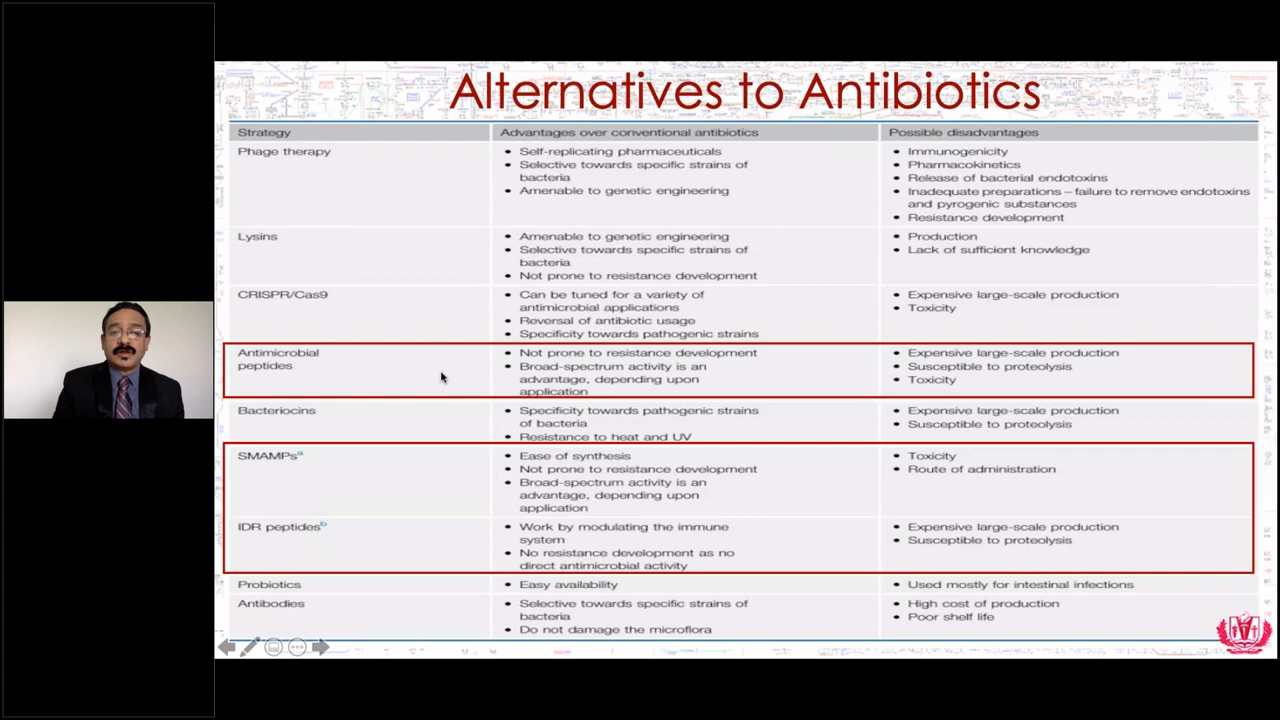 Alternatives to Antibiotics
Strategy
Advantages over conventional antibiotics
Possible disadvantages
Phage therapy
• Self-replicating pharmaceuticals
• Selective towards specific strains of
bacteria
• Amenable to genetic engineering
• Immunogenicity
• Pharmacokinetics
• Release of bacterial endotoxins
• Inadequate preparations – failure to remove endotoxins
and pyrogenic substances
• Resistance development
Lysins
• Amenable to genetic engineering
• Selective towards specific strains of
bacteria
• Not prone to resistance development
• Production
• Lack of sufficient knowledge
CRISPR/Cas9
• Can be tuned for a variety of
antimicrobial applications
• Reversal of antibiotic usage
• Specificity towards pathogenic strains
• Expensive large-scale production
• Toxicity
Antimicrobial
peptides
• Not prone to resistance development
• Broad-spectrum activity is an
advantage, depending upon
application
• Expensive large-scale production
• Susceptible to proteolysis
• Toxicity
Bacteriocins
• Specificity towards pathogenic strains
of bacteria
• Resistance to heat and UV
• Expensive large-scale production
• Susceptible to proteolysis
SMAMPsᵃ
• Ease of synthesis
• Not prone to resistance development
• Broad-spectrum activity is an
advantage, depending upon
application
• Toxicity
• Route of administration
IDR peptidesᵇ
• Work by modulating the immune
system
• No resistance development as no
direct antimicrobial activity
• Expensive large-scale production
• Susceptible to proteolysis
Probiotics
• Easy availability
• Used mostly for intestinal infections
Antibodies
• Selective towards specific strains of
bacteria
• Do not damage the microflora
• High cost of production
• Poor shelf life